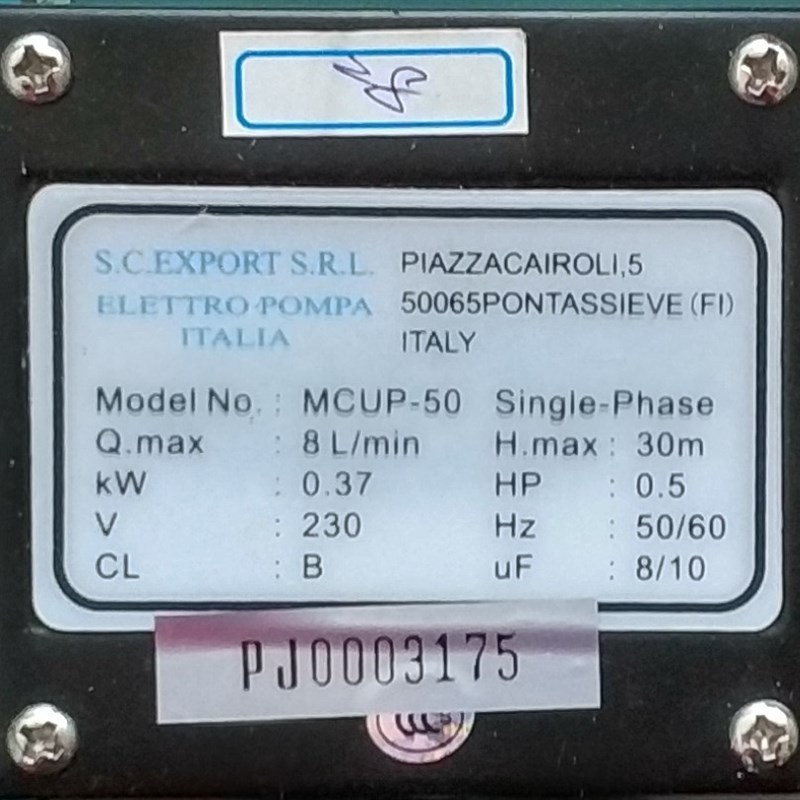 S.C.EXPORT S.R.L. PIAZZACAIROLI,5
ELETTRO POMPA 50065PONTASSIEVE (FI)
ITALIA ITALY
Model No. : MCUP-50 Single-Phase
Q.max : 8 L/min H.max : 30m
kW : 0.37 HP : 0.5
V : 230 Hz : 50/60
CL : B uF : 8/10
PJ0003175